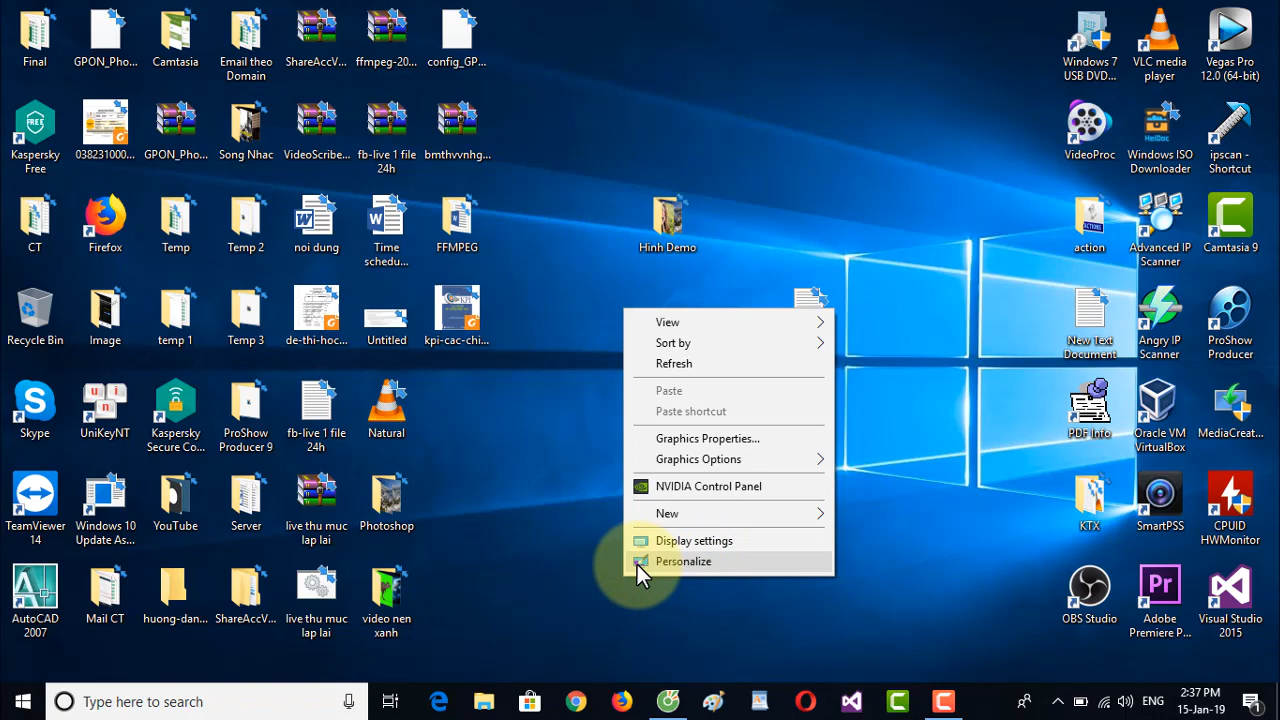 Final
GPON_Pho...
Camtasia
Email theo
Domain
ShareAccV...
ffmpeg-20...
config_GP...
Windows 7
USB DVD...
VLC media
player
Vegas Pro
12.0 (64-bit)
FREE
Kaspersky
Free
038231000...
GPON_Pho...
Song Nhac
VideoScribe...
fb-live 1 file
24h
bmthvvnhg...
VideoProc
HeiDoc
Windows ISO
Downloader
ipscan -
Shortcut
CT
Firefox
Temp
Temp 2
noi dung
Time
schedu...
FFMPEG
Hinh Demo
ACTIONS
action
Advanced IP
Scanner
Camtasia 9
Recycle Bin
Image
temp 1
Temp 3
de-thi-hoc...
Untitled
KPI
kpi-cac-chi...
New Text
Document
Angry IP
Scanner
ProShow
Producer
Skype
u n i
UniKeyNT
Kaspersky
Secure Co...
ProShow
Producer 9
fb-live 1 file
24h
Natural
PDF Info
Oracle VM
VirtualBox
MediaCreat...
TeamViewer
14
Windows 10
Update As...
YouTube
Server
live thu muc
lap lai
Photoshop
KTX
SmartPSS
CPUID
HWMonitor
AutoCAD
2007
Mail CT
huong-dan...
ShareAccV...
live thu muc
lap lai
video nen
xanh
OBS Studio
Pr
Adobe
Premiere P...
Visual Studio
2015
View
Sort by
Refresh
Paste
Paste shortcut
Graphics Properties...
Graphics Options
NVIDIA Control Panel
New
Display settings
Personalize
Type here to search
ENG
2:37 PM
15-Jan-19
1